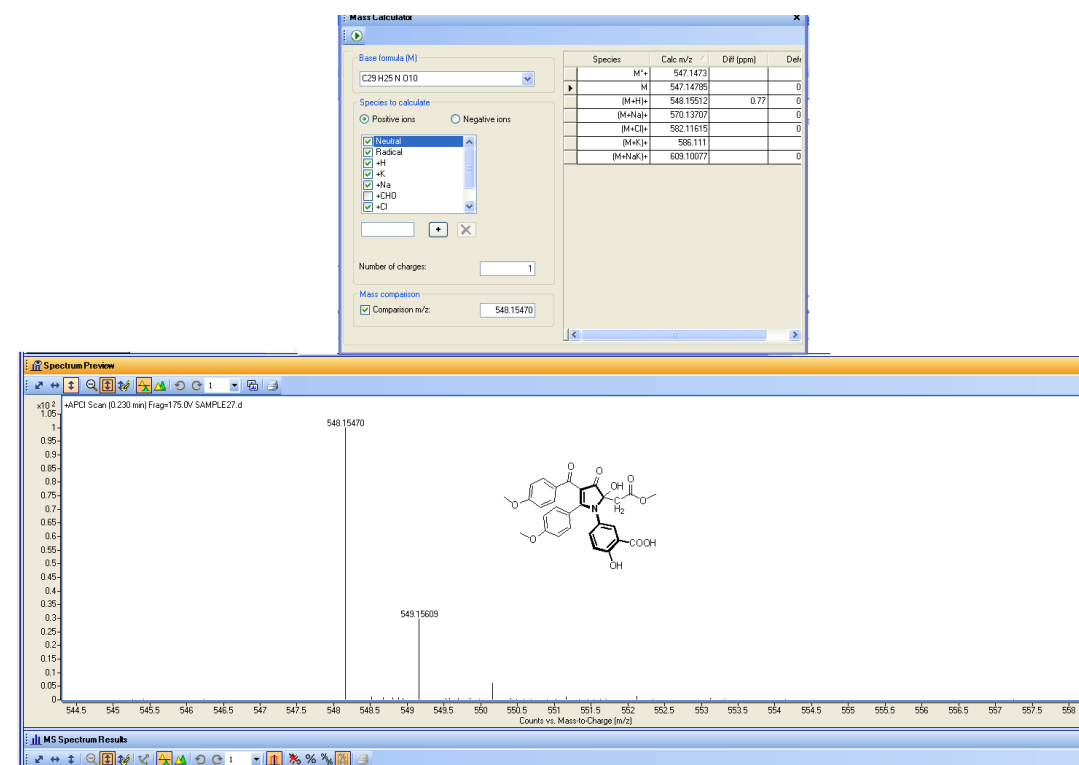 Mass Calculator x
Base formula (M)
C29 H25 N O10
Species to calculate
Positive ions Negative ions
Neutral
Radical
+H
+K
+Na
+CHO
+Cl
+
Number of charges: 1
Mass comparison
Comparison m/z: 548.15470
Species Calc m/z Diff (ppm)
M*+ 547.1473
M 547.14785 0
(M+H)+ 548.15512 0.77 0
(M+Na)+ 570.13707 0
(M+Cl)+ 582.11615 0
(M+K)+ 586.111
(M+NaK)+ 609.10077 0
Spectrum Preview
1
x10 2 +APCI Scan (0.230 min) Frag=175.0V SAMPLE27.d
1.05
1
0.95
0.9
0.85
0.8
0.75
0.7
0.65
0.6
0.55
0.5
0.45
0.4
0.35
0.3
0.25
0.2
0.15
0.1
0.05
0
548.15470
549.15609
O O OH O
O N C H2 O
O COOH
OH
544.5 545 545.5 546 546.5 547 547.5 548 548.5 549 549.5 550 550.5 551 551.5 552 552.5 553 553.5 554 554.5 555 555.5 556 556.5 557 557.5 558
Counts vs. Mass-to-Charge (m/z)
MS Spectrum Results
1 % %